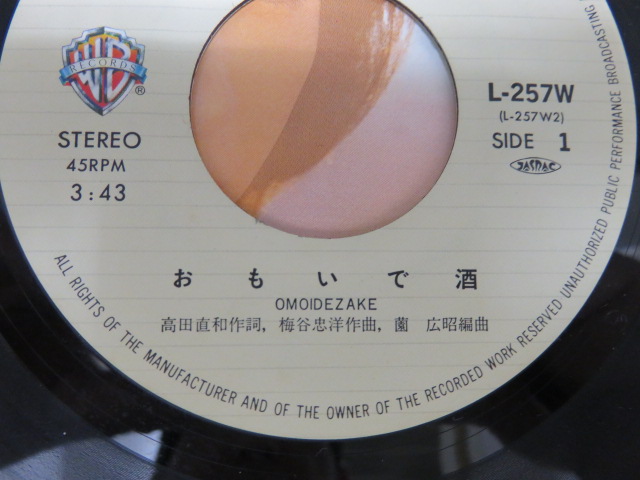 WB
RECORDS
®
STEREO
45RPM
3:43
L-257W
(L-257W2)
SIDE 1
JASRAC
おもいで酒
OMOIDEZAKE
高田直和作詞, 梅谷忠洋作曲, 薗 広昭編曲
ALL RIGHTS OF THE MANUFACTURER AND OF THE OWNER OF THE RECORDED WORK RESERVED UNAUTHORIZED PUBLIC PERFORMANCE BROADCASTING